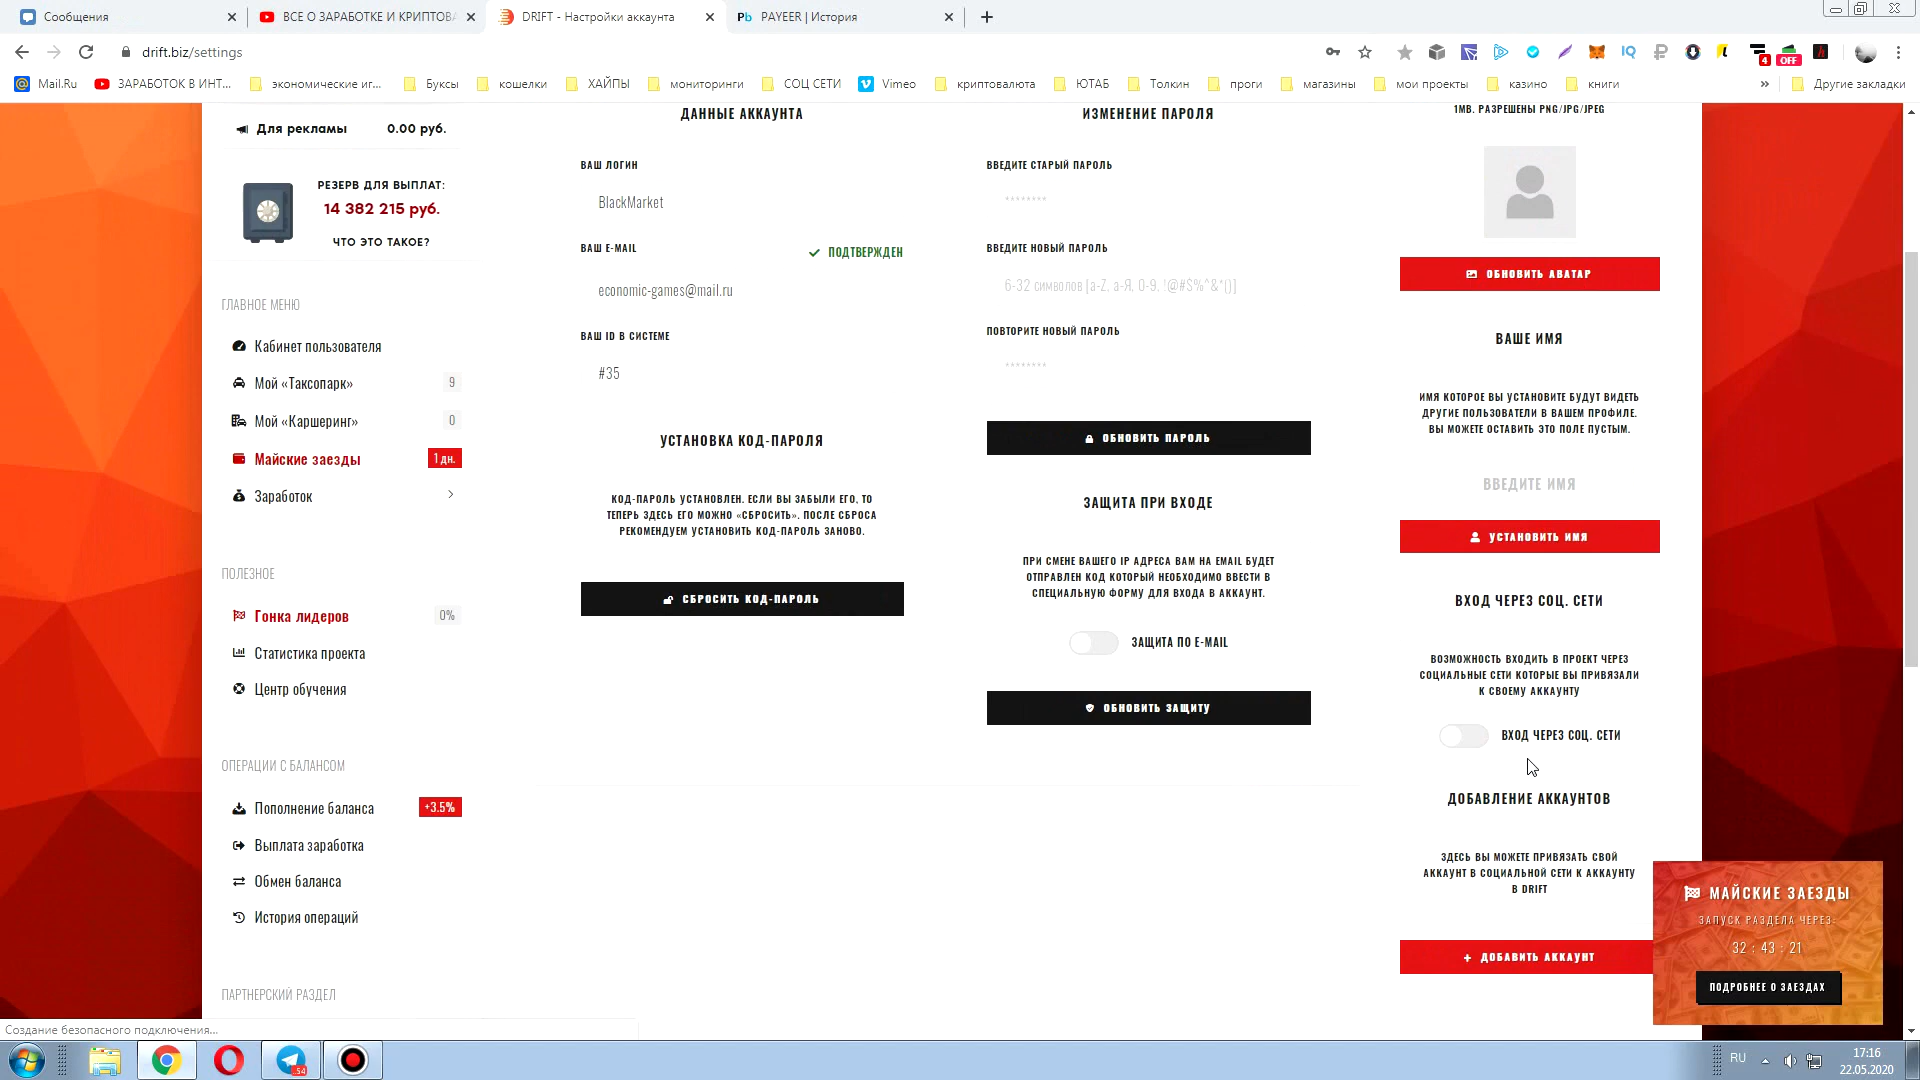 Сообщения
ВСЕ О ЗАРАБОТКЕ И КРИПТОВА
DRIFT - Настройки аккаунта
PAYEER | История
drift.biz/settings
4
OFF
Mail.Ru
ЗАРАБОТОК В ИНТ...
экономические иг...
Буксы
кошелки
ХАЙПЫ
мониторинги
СОЦ СЕТИ
Vimeo
криптовалюта
ЮТАБ
Толкин
проги
магазины
мои проекты
казино
книги
»
Другие закладки
Для рекламы 0.00 руб.
РЕЗЕРВ ДЛЯ ВЫПЛАТ:
14 382 215 руб.
ЧТО ЭТО ТАКОЕ?
ГЛАВНОЕ МЕНЮ
Кабинет пользователя
Мой «Таксопарк» 9
Мой «Каршеринг» 0
Майские заезды 1 дн.
Заработок
ПОЛЕЗНОЕ
Гонка лидеров 0%
Статистика проекта
Центр обучения
ОПЕРАЦИИ С БАЛАНСОМ
Пополнение баланса +3.5%
Выплата заработка
Обмен баланса
История операций
ПАРТНЕРСКИЙ РАЗДЕЛ
ДАННЫЕ АККАУНТА
ВАШ ЛОГИН
BlackMarket
ВАШ E-MAIL
ПОДТВЕРЖДЕН
economic-games@mail.ru
ВАШ ID В СИСТЕМЕ
#35
УСТАНОВКА КОД-ПАРОЛЯ
КОД-ПАРОЛЬ УСТАНОВЛЕН. ЕСЛИ ВЫ ЗАБЫЛИ ЕГО, ТО
ТЕПЕРЬ ЗДЕСЬ ЕГО МОЖНО «СБРОСИТЬ». ПОСЛЕ СБРОСА
РЕКОМЕНДУЕМ УСТАНОВИТЬ КОД-ПАРОЛЬ ЗАНОВО.
СБРОСИТЬ КОД-ПАРОЛЬ
ИЗМЕНЕНИЕ ПАРОЛЯ
ВВЕДИТЕ СТАРЫЙ ПАРОЛЬ
********
ВВЕДИТЕ НОВЫЙ ПАРОЛЬ
6-32 символов [a-Z, а-Я, 0-9, !@#$%^&*()]
ПОВТОРИТЕ НОВЫЙ ПАРОЛЬ
********
ОБНОВИТЬ ПАРОЛЬ
ЗАЩИТА ПРИ ВХОДЕ
ПРИ СМЕНЕ ВАШЕГО IP АДРЕСА ВАМ НА EMAIL БУДЕТ
ОТПРАВЛЕН КОД КОТОРЫЙ НЕОБХОДИМО ВВЕСТИ В
СПЕЦИАЛЬНУЮ ФОРМУ ДЛЯ ВХОДА В АККАУНТ.
ЗАЩИТА ПО E-MAIL
ОБНОВИТЬ ЗАЩИТУ
1MB. РАЗРЕШЕНЫ PNG/JPG/JPEG
ОБНОВИТЬ АВАТАР
ВАШЕ ИМЯ
ИМЯ КОТОРОЕ ВЫ УСТАНОВИТЕ БУДУТ ВИДЕТЬ
ДРУГИЕ ПОЛЬЗОВАТЕЛИ В ВАШЕМ ПРОФИЛЕ.
ВЫ МОЖЕТЕ ОСТАВИТЬ ЭТО ПОЛЕ ПУСТЫМ.
ВВЕДИТЕ ИМЯ
УСТАНОВИТЬ ИМЯ
ВХОД ЧЕРЕЗ СОЦ. СЕТИ
ВОЗМОЖНОСТЬ ВХОДИТЬ В ПРОЕКТ ЧЕРЕЗ
СОЦИАЛЬНЫЕ СЕТИ КОТОРЫЕ ВЫ ПРИВЯЗАЛИ
К СВОЕМУ АККАУНТУ
ВХОД ЧЕРЕЗ СОЦ. СЕТИ
ДОБАВЛЕНИЕ АККАУНТОВ
ЗДЕСЬ ВЫ МОЖЕТЕ ПРИВЯЗАТЬ СВОЙ
АККАУНТ В СОЦИАЛЬНОЙ СЕТИ К АККАУНТУ
В DRIFT
+ ДОБАВИТЬ АККАУНТ
МАЙСКИЕ ЗАЕЗДЫ
ЗАПУСК РАЗДЕЛА ЧЕРЕЗ:
32 : 43 : 21
ПОДРОБНЕЕ О ЗАЕЗДАХ
Создание безопасного подключения...
54
RU
17:16
22.05.2020